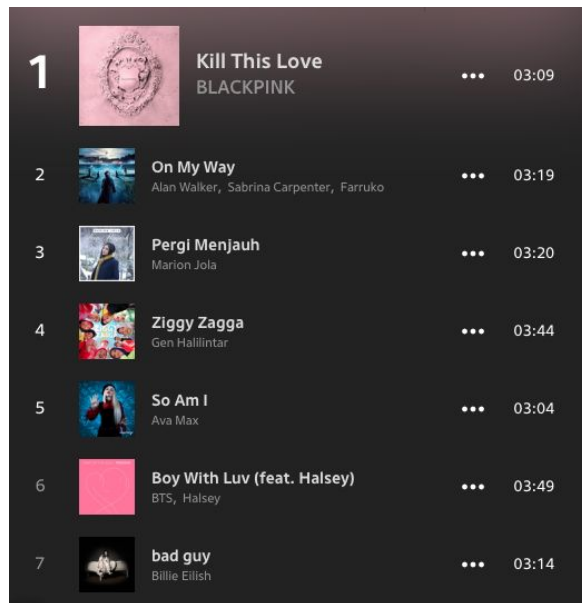 1
Kill This Love
BLACKPINK
••• 03:09
2
On My Way
Alan Walker, Sabrina Carpenter, Farruko
••• 03:19
3
Pergi Menjauh
Marion Jola
••• 03:20
4
Ziggy Zagga
Gen Halilintar
••• 03:44
5
So Am I
Ava Max
••• 03:04
6
Boy With Luv (feat. Halsey)
BTS, Halsey
••• 03:49
7
bad guy
Billie Eilish
••• 03:14